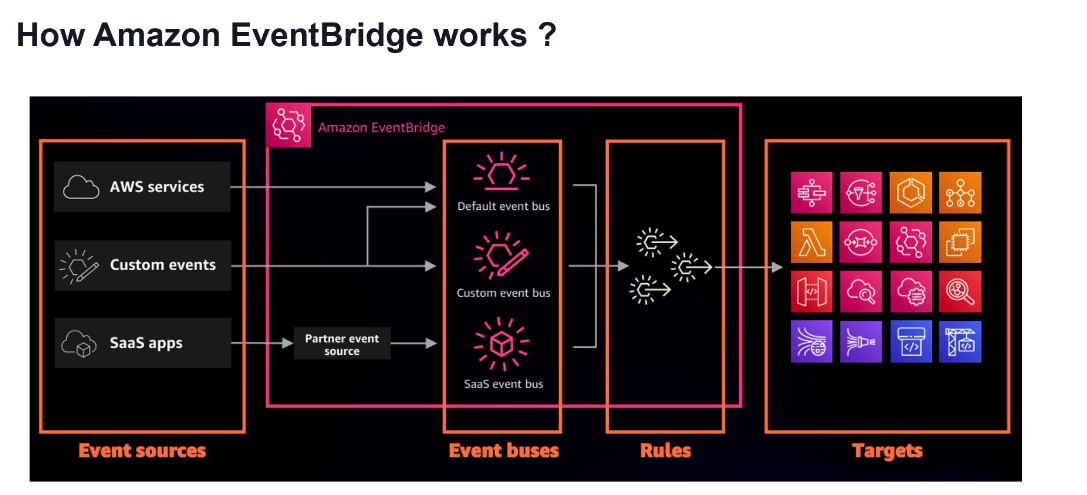 How Amazon EventBridge works ?
Amazon EventBridge
AWS services
Custom events
SaaS apps
Partner event
source
Default event bus
Custom event bus
SaaS event bus
Event sources
Event buses
Rules
Targets